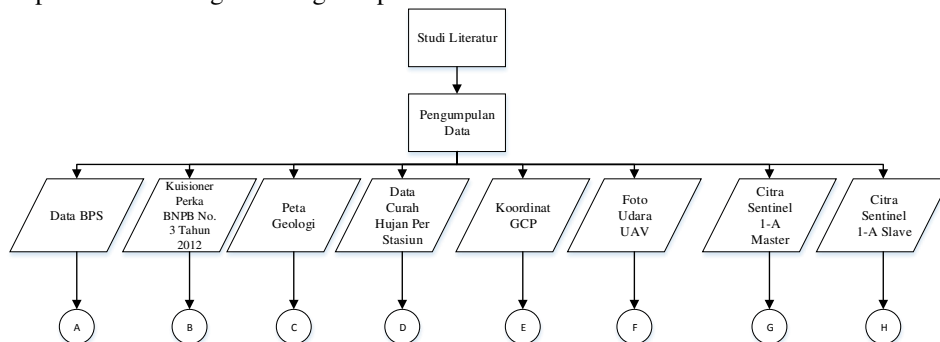 Studi Literatur
Pengumpulan
Data
Data BPS
Kuisioner
Perka
BNPB No.
3 Tahun
2012
Peta
Geologi
Data
Curah
Hujan Per
Stasiun
Koordinat
GCP
Foto
Udara
UAV
Citra
Sentinel
1-A
Master
Citra
Sentinel
1-A Slave
A
B
C
D
E
F
G
H